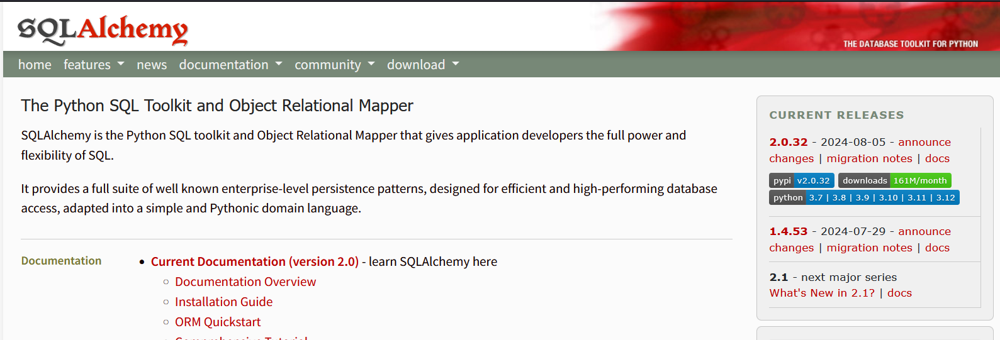 SQLAlchemy
THE DATABASE TOOLKIT FOR PYTHON
home features news documentation community download
The Python SQL Toolkit and Object Relational Mapper
SQLAlchemy is the Python SQL toolkit and Object Relational Mapper that gives application developers the full power and
flexibility of SQL.
It provides a full suite of well known enterprise-level persistence patterns, designed for efficient and high-performing database
access, adapted into a simple and Pythonic domain language.
Documentation
Current Documentation (version 2.0) - learn SQLAlchemy here
Documentation Overview
Installation Guide
ORM Quickstart
Comprehensive Tutorial
CURRENT RELEASES
2.0.32 - 2024-08-05 - announce
changes | migration notes | docs
pypi v2.0.32 downloads 161M/month
python 3.7 | 3.8 | 3.9 | 3.10 | 3.11 | 3.12
1.4.53 - 2024-07-29 - announce
changes | migration notes | docs
2.1 - next major series
What's New in 2.1? | docs